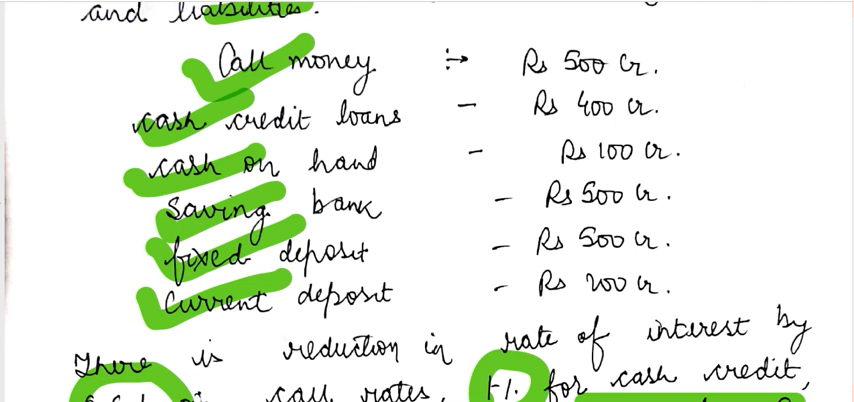 and liabilities.
Call money :→ Rs 500 Cr.
cash credit loans - Rs 400 Cr.
cash on hand - Rs 100 Cr.
Saving bank - Rs 500 Cr.
fixed deposit - Rs 500 Cr.
Current deposit - Rs 200 Cr.
There is reduction in rate of interest by
call rates, 1% for cash credit,